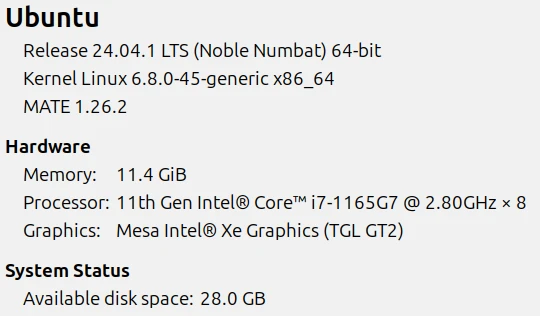 Ubuntu
Release 24.04.1 LTS (Noble Numbat) 64-bit
Kernel Linux 6.8.0-45-generic x86_64
MATE 1.26.2
Hardware
Memory: 11.4 GiB
Processor: 11th Gen Intel® Core™ i7-1165G7 @ 2.80GHz × 8
Graphics: Mesa Intel® Xe Graphics (TGL GT2)
System Status
Available disk space: 28.0 GB